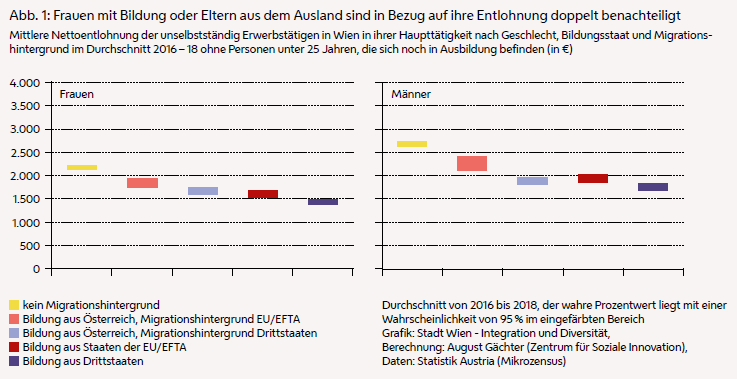 Abb. 1: Frauen mit Bildung oder Eltern aus dem Ausland sind in Bezug auf ihre Entlohnung doppelt benachteiligt
Mittlere Nettoentlohnung der unselbstständig Erwerbstätigen in Wien in ihrer Haupttätigkeit nach Geschlecht, Bildungsstaat und Migrations-
hintergrund im Durchschnitt 2016 – 18 ohne Personen unter 25 Jahren, die sich noch in Ausbildung befinden (in €)
4.000
3.500
3.000
2.500
2.000
1.500
1.000
500
0
Frauen
Männer
kein Migrationshintergrund
Bildung aus Österreich, Migrationshintergrund EU/EFTA
Bildung aus Österreich, Migrationshintergrund Drittstaaten
Bildung aus Staaten der EU/EFTA
Bildung aus Drittstaaten
Durchschnitt von 2016 bis 2018, der wahre Prozentwert liegt mit einer
Wahrscheinlichkeit von 95 % im eingefärbten Bereich
Grafik: Stadt Wien - Integration und Diversität,
Berechnung: August Gächter (Zentrum für Soziale Innovation),
Daten: Statistik Austria (Mikrozensus)